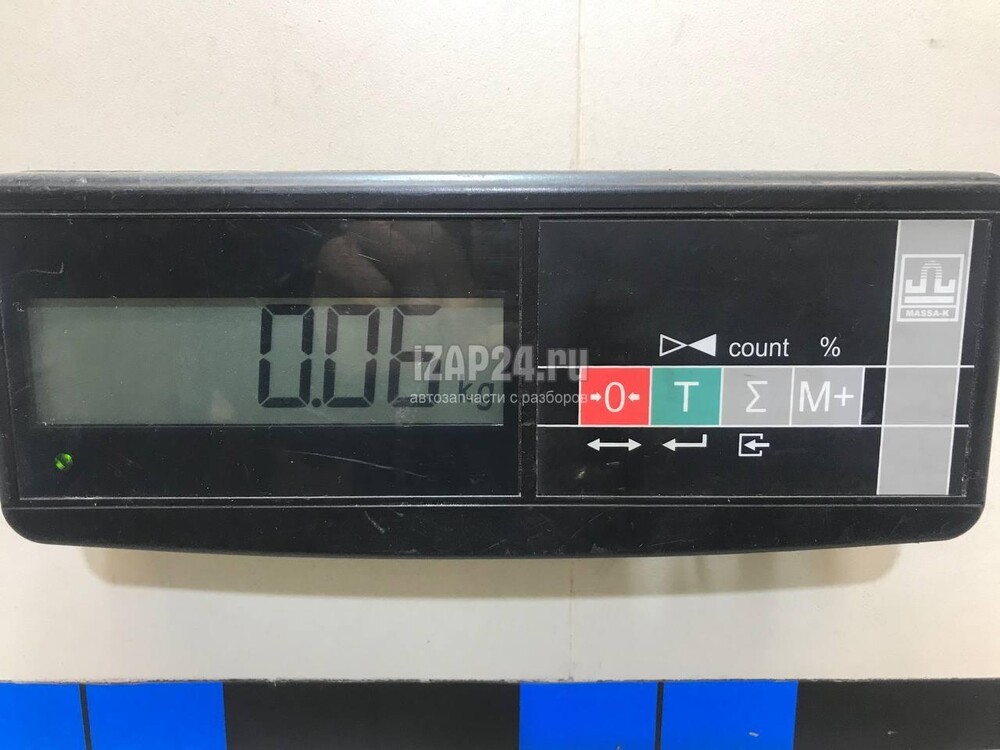 0.06 kg
iZAP24.ru
автозапчасти с разборов
MASSA-K
count %
→0← T Σ M+